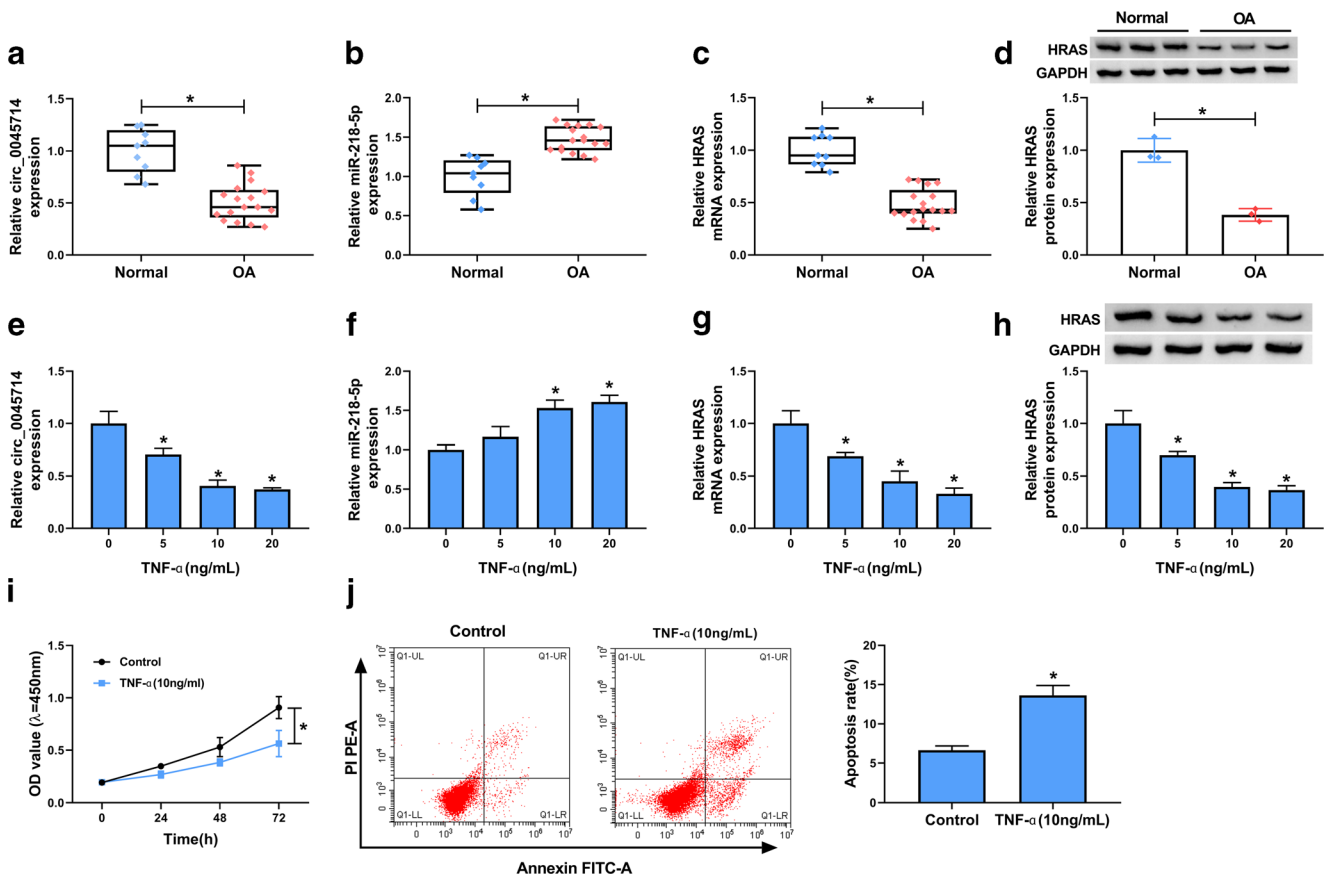 a
Relative circ_0045714
expression
1.5
1.0
0.5
0.0
*
Normal
OA
b
Relative miR-218-5p
expression
2.0
1.5
1.0
0.5
0.0
*
Normal
OA
c
Relative HRAS
mRNA expression
1.5
1.0
0.5
0.0
*
Normal
OA
d
Normal
OA
HRAS
GAPDH
Relative HRAS
protein expression
1.5
1.0
0.5
0.0
*
Normal
OA
e
Relative circ_0045714
expression
1.5
1.0
0.5
0.0
* * *
0 5 10 20
TNF-α(ng/mL)
f
Relative miR-218-5p
expression
2.0
1.5
1.0
0.5
0.0
* *
0 5 10 20
TNF-α(ng/mL)
g
Relative HRAS
mRNA expression
1.5
1.0
0.5
0.0
* * *
0 5 10 20
TNF-α(ng/mL)
h
HRAS
GAPDH
Relative HRAS
protein expression
1.5
1.0
0.5
0.0
* * *
0 5 10 20
TNF-α(ng/mL)
i
OD value (λ=450nm)
1.5
1.0
0.5
0.0
Control
TNF-α(10ng/ml)
*
0 24 48 72
Time(h)
j
Control
Q1-UL
Q1-UR
Q1-LL
Q1-LR
10⁷
10⁶
10⁵
10⁴
10³
0
0 10³ 10⁴ 10⁵ 10⁶ 10⁷
TNF-α(10ng/mL)
Q1-UL
Q1-UR
Q1-LL
Q1-LR
10⁷
10⁶
10⁵
10⁴
10³
0
0 10³ 10⁴ 10⁵ 10⁶ 10⁷
PI PE-A
Annexin FITC-A
Apoptosis rate(%)
20
15
10
5
0
*
Control
TNF-α(10ng/mL)